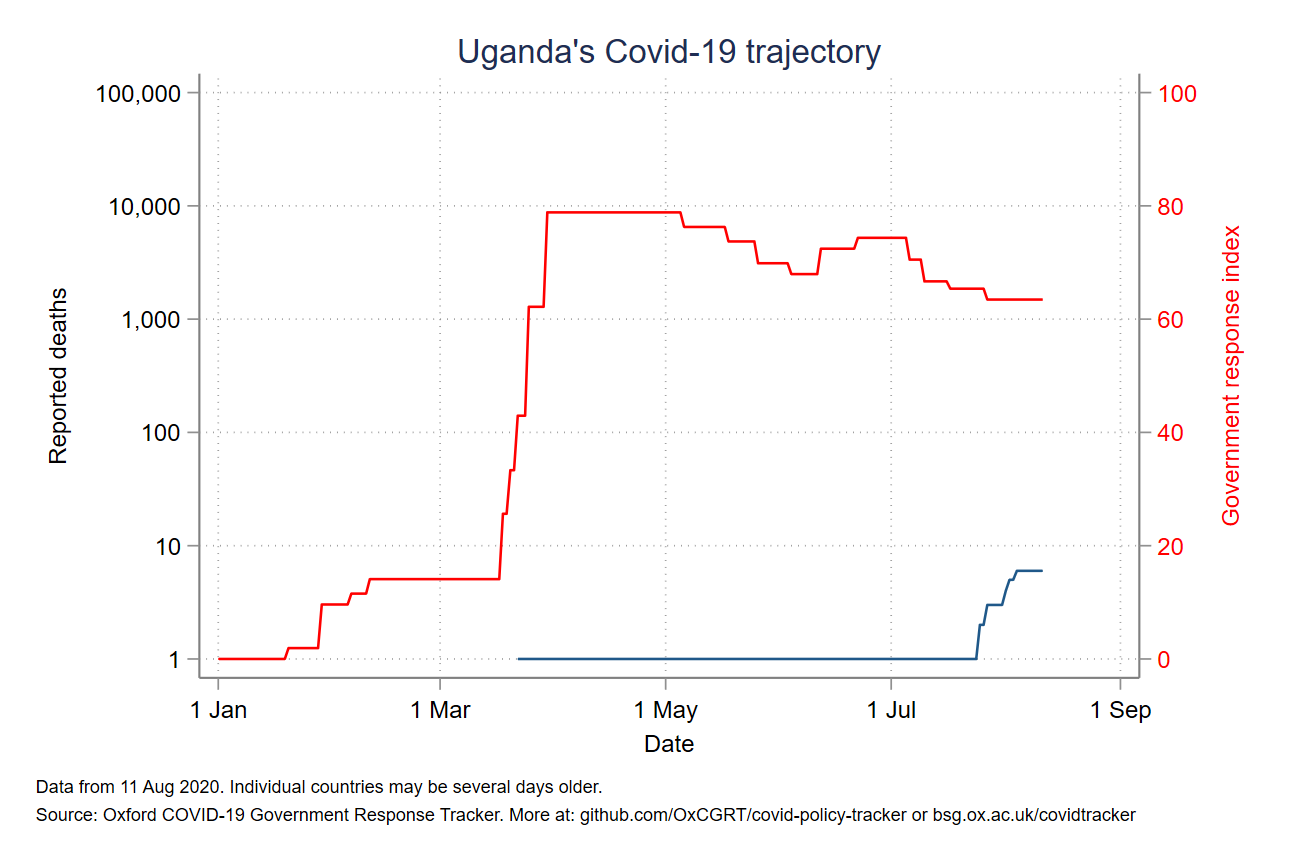 Uganda's Covid-19 trajectory
100,000
10,000
1,000
100
10
1
Reported deaths
100
80
60
40
20
0
Government response index
1 Jan
1 Mar
1 May
1 Jul
1 Sep
Date
Data from 11 Aug 2020. Individual countries may be several days older.
Source: Oxford COVID-19 Government Response Tracker. More at: github.com/OxCGRT/covid-policy-tracker or bsg.ox.ac.uk/covidtracker